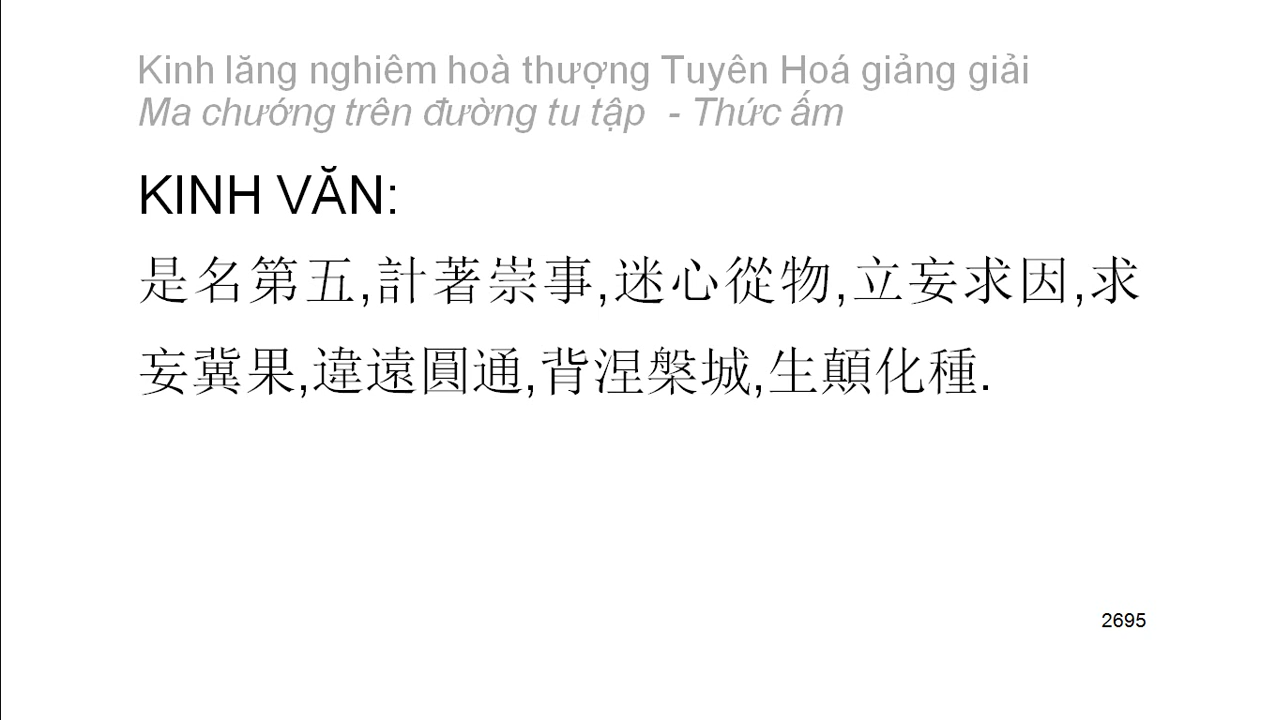 Kinh lăng nghiêm hoà thượng Tuyên Hoá giảng giải
Ma chướng trên đường tu tập - Thức ấm
KINH VĂN:
是名第五,計著崇事,迷心從物,立妄求因,求
妄冀果,違遠圓通,背涅槃城,生顛化種.
2695